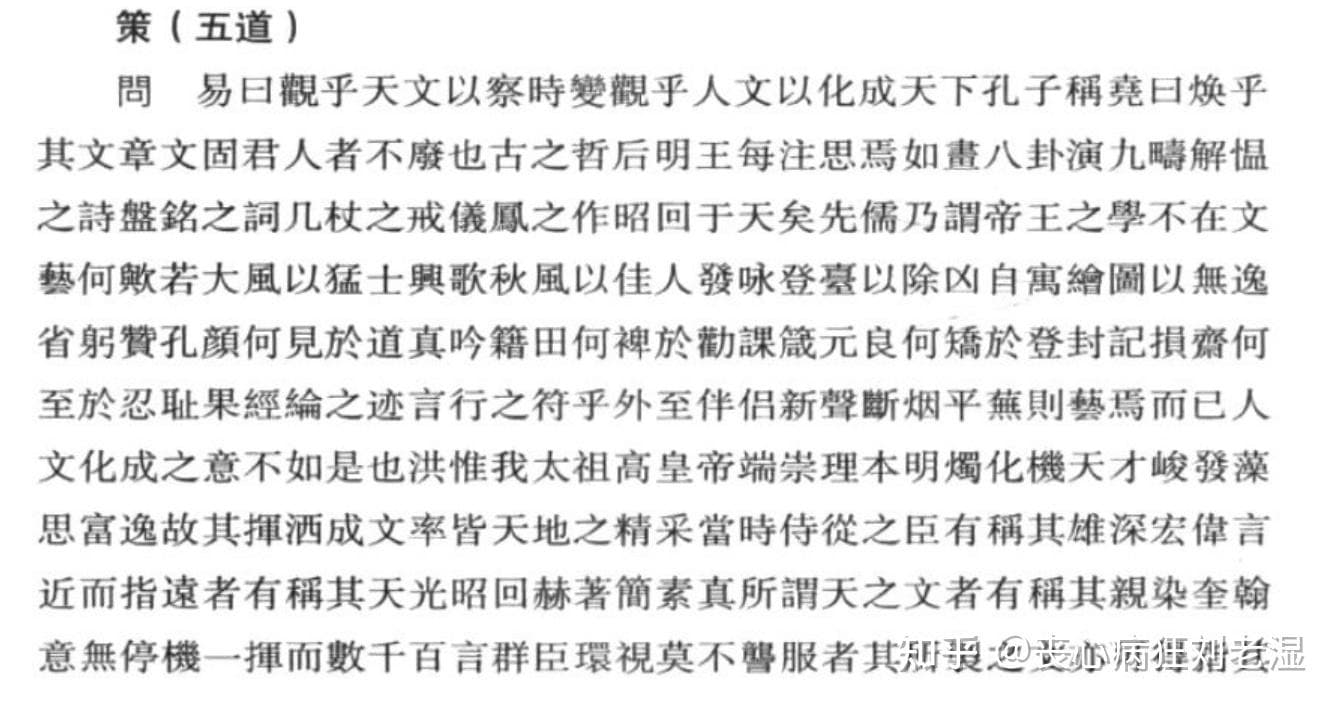 策（五道）
問　易曰觀乎天文以察時變觀乎人文以化成天下孔子稱堯曰煥乎
其文章文固君人者不廢也古之哲后明王每注思焉如畫八卦演九疇解愠
之詩盤銘之詞几杖之戒儀鳳之作昭回于天矣先儒乃謂帝王之學不在文
藝何歟若大風以猛士興歌秋風以佳人發咏登臺以除凶自寓繪圖以無逸
省躬贊孔顔何見於道真吟籍田何裨於勸課箴元良何矯於登封記損齋何
至於忍耻果經綸之迹言行之符乎外至伴侣新聲斷烟平蕪則藝焉而已人
文化成之意不如是也洪惟我太祖高皇帝端崇理本明燭化機天才峻發藻
思富逸故其揮洒成文率皆天地之精采當時侍從之臣有稱其雄深宏偉言
近而指遠者有稱其天光昭回赫著簡素真所謂天之文者有稱其親染奎翰
意無停機一揮而數千百言群臣環視莫不讋服者其
知乎 @丧心病狂刘老湿